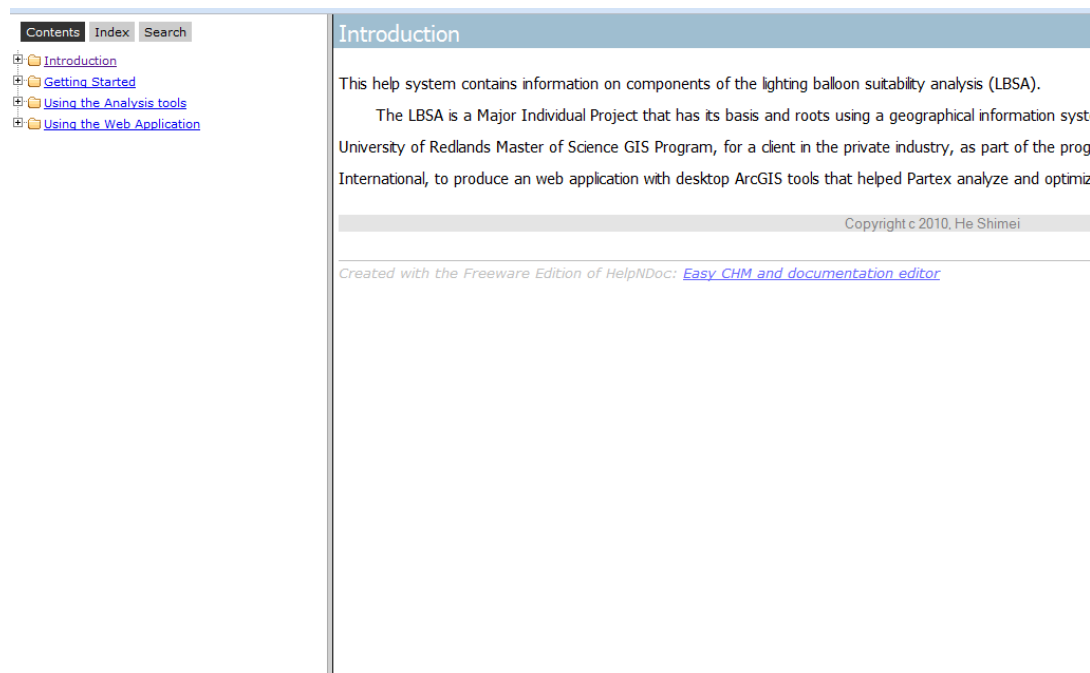 Contents Index Search
Introduction
Getting Started
Using the Analysis tools
Using the Web Application
Introduction
This help system contains information on components of the lighting balloon suitability analysis (LBSA).
The LBSA is a Major Individual Project that has its basis and roots using a geographical information syst
University of Redlands Master of Science GIS Program, for a client in the private industry, as part of the prog
International, to produce an web application with desktop ArcGIS tools that helped Partex analyze and optimiz
Copyright c 2010, He Shimei
Created with the Freeware Edition of HelpNDoc: Easy CHM and documentation editor